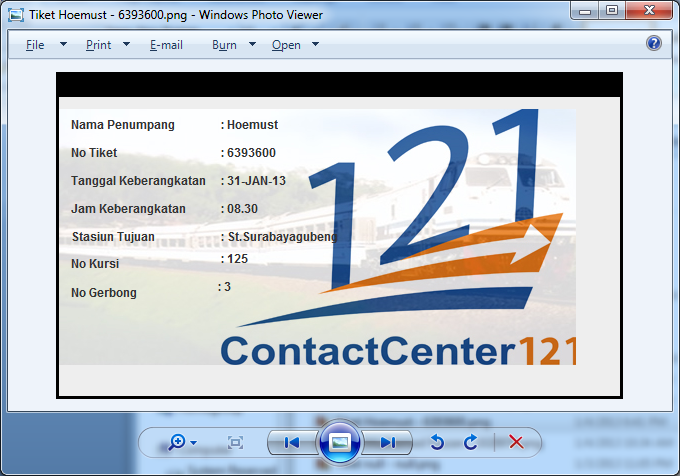 Tiket Hoemust - 6393600.png - Windows Photo Viewer
File Print E-mail Burn Open
Nama Penumpang : Hoemust
No Tiket : 6393600
Tanggal Keberangkatan : 31-JAN-13
Jam Keberangkatan : 08.30
Stasiun Tujuan : St.Surabayagubeng
No Kursi : 125
No Gerbong : 3
121
ContactCenter121